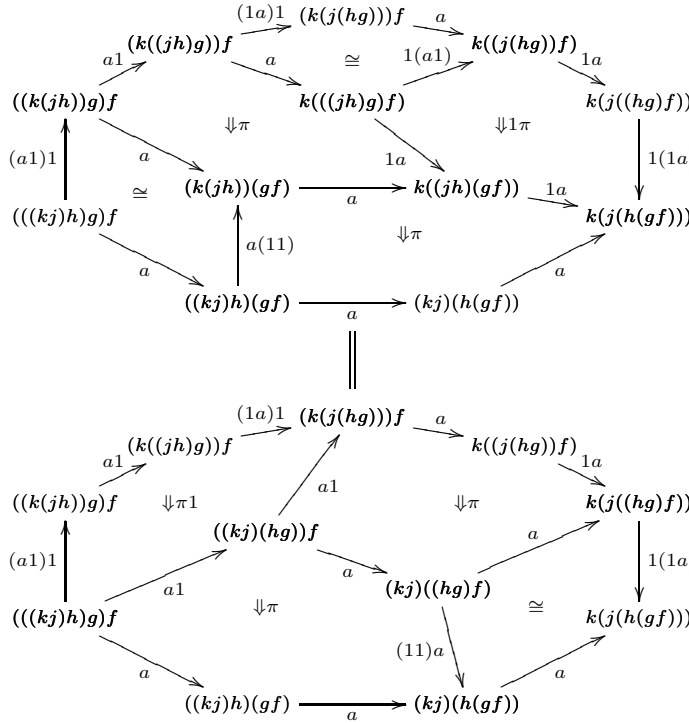 (1a)1 (k(j(hg)))f a
(k((jh)g))f k((j(hg))f)
a1 a ≅ 1(a1) 1a
((k(jh))g)f k(((jh)g)f) k(j((hg)f))
⇓π ⇓1π
(a1)1 a 1a 1(1a
≅ (k(jh))(gf) a k((jh)(gf)) 1a
(((kj)h)g)f k(j(h(gf)))
a a(11) ⇓π a
((kj)h)(gf) a (kj)(h(gf))
(1a)1 (k(j(hg)))f a
(k((jh)g))f k((j(hg))f)
a1 a1 1a
((k(jh))g)f ⇓π1 ⇓π k(j((hg)f))
((kj)(hg))f a
(a1)1 a1 a (kj)((hg)f) 1(1a
(((kj)h)g)f ⇓π ≅ k(j(h(gf)))
(11)a
a a
((kj)h)(gf) a (kj)(h(gf))